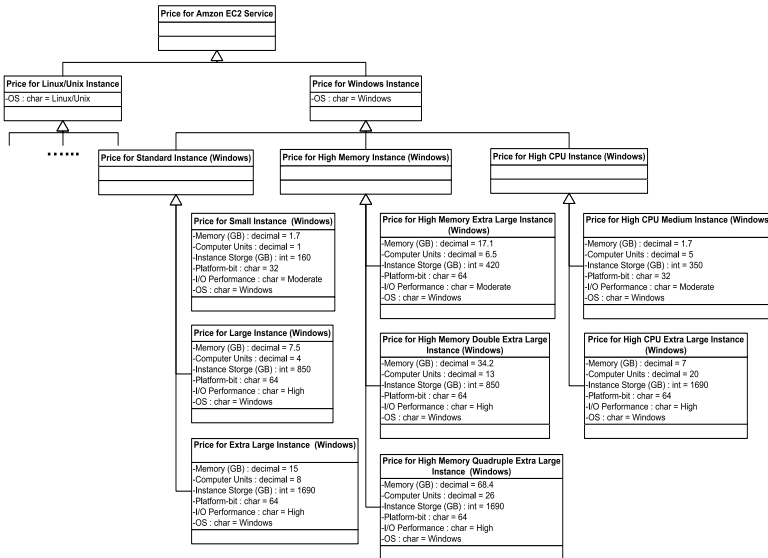 Price for Amzon EC2 Service
Price for Linux/Unix Instance
-OS : char = Linux/Unix
Price for Windows Instance
-OS : char = Windows
......
Price for Standard Instance (Windows)
Price for High Memory Instance (Windows)
Price for High CPU Instance (Windows)
Price for Small Instance (Windows)
-Memory (GB) : decimal = 1.7
-Computer Units : decimal = 1
-Instance Storge (GB) : int = 160
-Platform-bit : char = 32
-I/O Performance : char = Moderate
-OS : char = Windows
Price for High Memory Extra Large Instance
(Windows)
-Memory (GB) : decimal = 17.1
-Computer Units : decimal = 6.5
-Instance Storge (GB) : int = 420
-Platform-bit : char = 64
-I/O Performance : char = Moderate
-OS : char = Windows
Price for High CPU Medium Instance (Windows
-Memory (GB) : decimal = 1.7
-Computer Units : decimal = 5
-Instance Storge (GB) : int = 350
-Platform-bit : char = 32
-I/O Performance : char = Moderate
-OS : char = Windows
Price for Large Instance (Windows)
-Memory (GB) : decimal = 7.5
-Computer Units : decimal = 4
-Instance Storge (GB) : int = 850
-Platform-bit : char = 64
-I/O Performance : char = High
-OS : char = Windows
Price for High Memory Double Extra Large
Instance (Windows)
-Memory (GB) : decimal = 34.2
-Computer Units : decimal = 13
-Instance Storge (GB) : int = 850
-Platform-bit : char = 64
-I/O Performance : char = High
-OS : char = Windows
Price for High CPU Extra Large Instance
(Windows)
-Memory (GB) : decimal = 7
-Computer Units : decimal = 20
-Instance Storge (GB) : int = 1690
-Platform-bit : char = 64
-I/O Performance : char = High
-OS : char = Windows
Price for Extra Large Instance (Windows)
-Memory (GB) : decimal = 15
-Computer Units : decimal = 8
-Instance Storge (GB) : int = 1690
-Platform-bit : char = 64
-I/O Performance : char = High
-OS : char = Windows
Price for High Memory Quadruple Extra Large
Instance (Windows)
-Memory (GB) : decimal = 68.4
-Computer Units : decimal = 26
-Instance Storge (GB) : int = 1690
-Platform-bit : char = 64
-I/O Performance : char = High
-OS : char = Windows